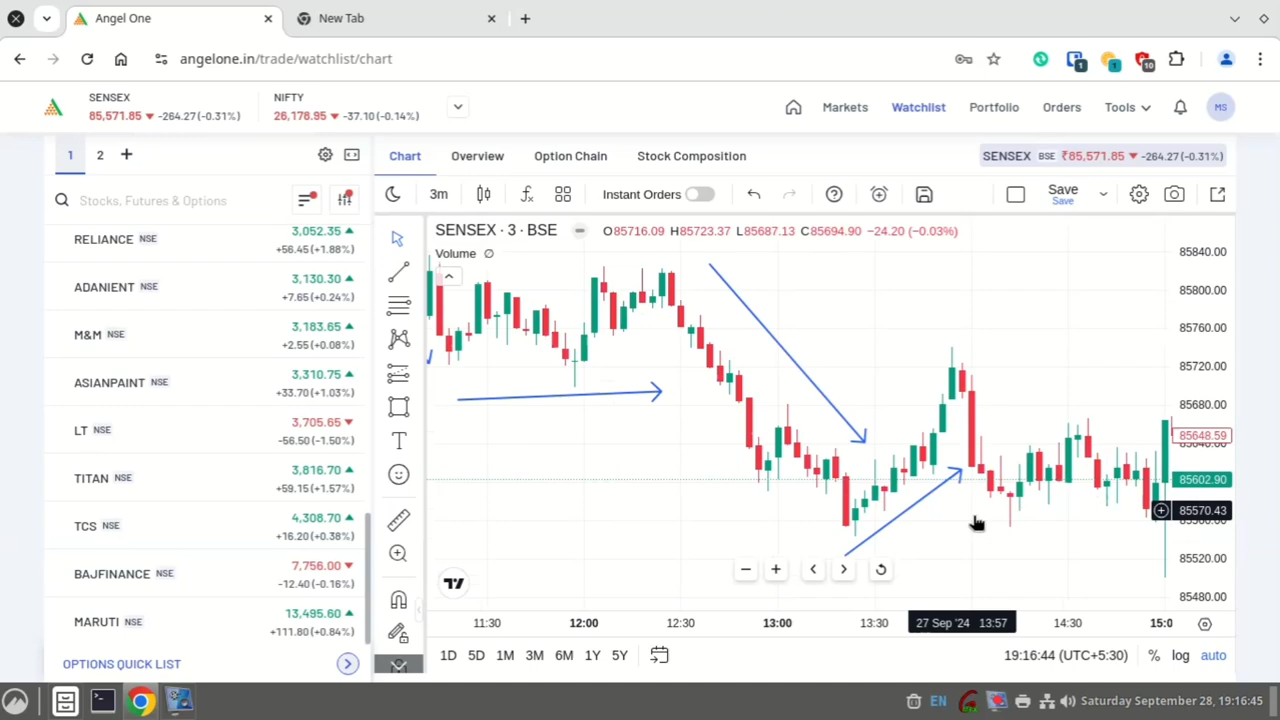 Angel One
New Tab
angelone.in/trade/watchlist/chart
1
1
10
SENSEX
85,571.85 -264.27(-0.31%)
NIFTY
26,178.95 -37.10(-0.14%)
Markets
Watchlist
Portfolio
Orders
Tools
MS
1
2
Chart
Overview
Option Chain
Stock Composition
SENSEX BSE ₹85,571.85 -264.27(-0.31%)
Stocks, Futures & Options
3m
Instant Orders
Save
Save
RELIANCE NSE
3,052.35
+56.45(+1.88%)
ADANIENT NSE
3,130.30
+7.65(+0.24%)
M&M NSE
3,183.65
+2.55(+0.08%)
ASIANPAINT NSE
3,310.75
+33.70(+1.03%)
LT NSE
3,705.65
-56.50(-1.50%)
TITAN NSE
3,816.70
+59.15(+1.57%)
TCS NSE
4,308.70
+16.20(+0.38%)
BAJFINANCE NSE
7,756.00
-12.40(-0.16%)
MARUTI NSE
13,495.60
+111.80(+0.84%)
OPTIONS QUICK LIST
SENSEX · 3 · BSE
O85716.09 H85723.37 L85687.13 C85694.90 −24.20 (−0.03%)
Volume
85840.00
85800.00
85760.00
85720.00
85680.00
85648.59
85602.90
85570.43
85520.00
85480.00
11:30
12:00
12:30
13:00
13:30
27 Sep '24 13:57
14:30
15:0
1D
5D
1M
3M
6M
1Y
5Y
19:16:44 (UTC+5:30)
%
log
auto
EN
Saturday September 28, 19:16:45